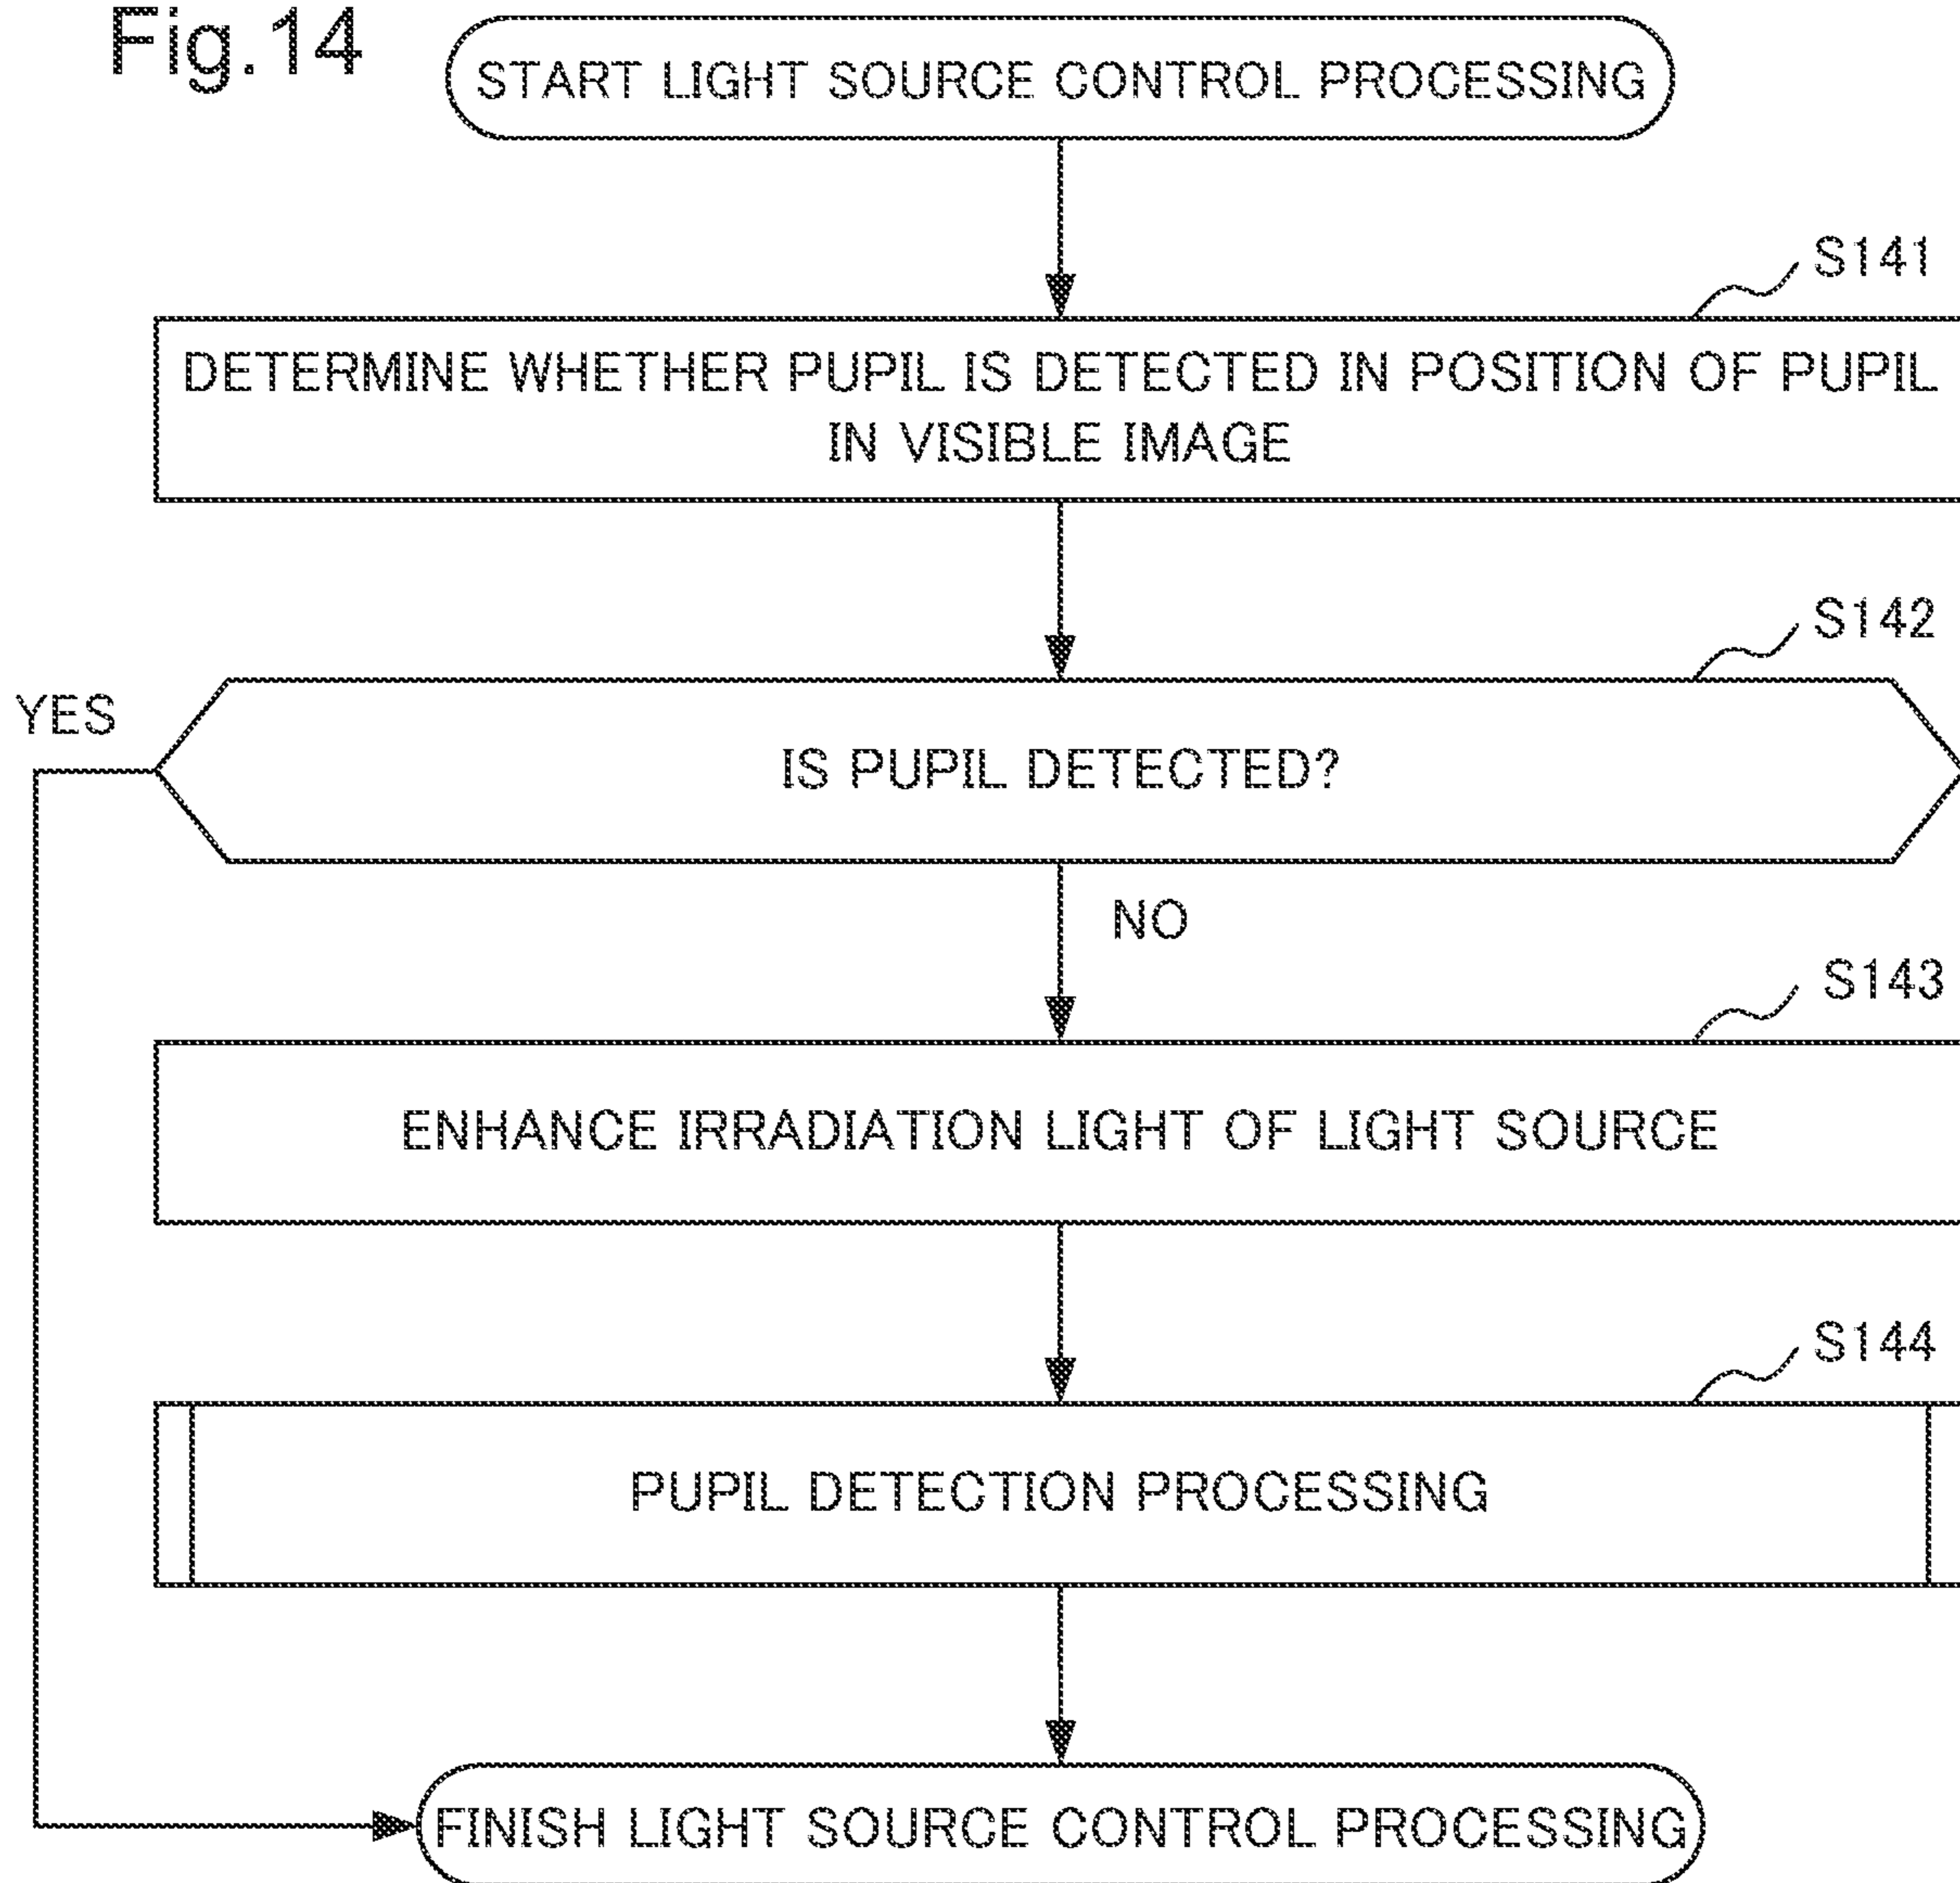 Fig.14
START LIGHT SOURCE CONTROL PROCESSING
S141
DETERMINE WHETHER PUPIL IS DETECTED IN POSITION OF PUPIL
IN VISIBLE IMAGE
S142
YES
IS PUPIL DETECTED?
NO
S143
ENHANCE IRRADIATION LIGHT OF LIGHT SOURCE
S144
PUPIL DETECTION PROCESSING
FINISH LIGHT SOURCE CONTROL PROCESSING